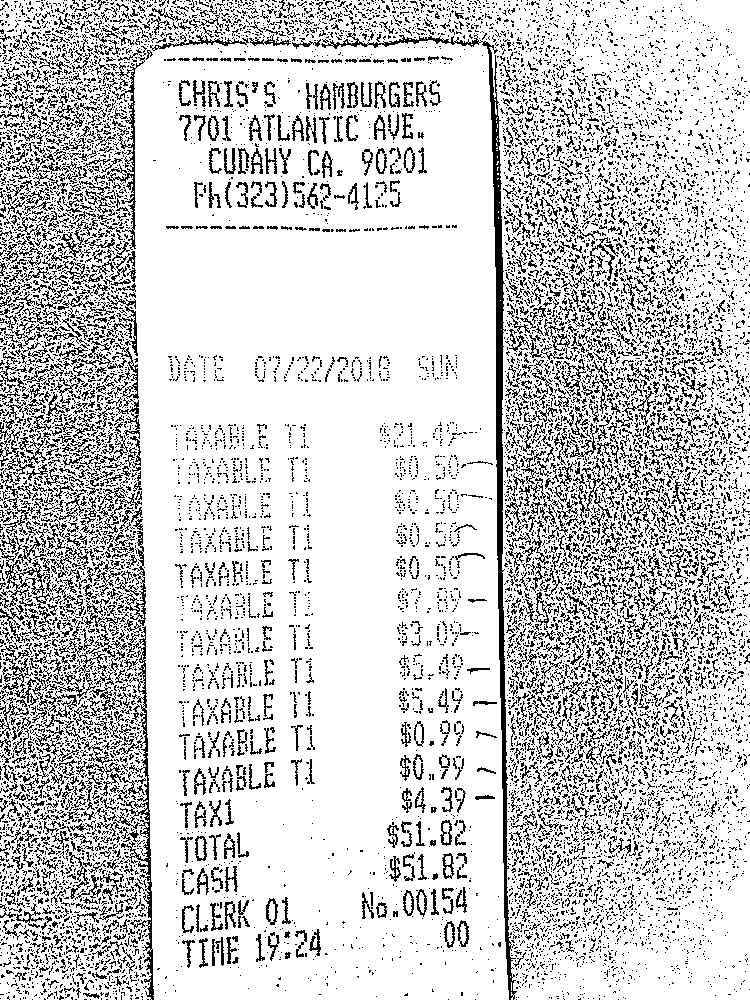 CHRIS'S HAMBURGERS
7701 ATLANTIC AVE.
CUDAHY CA. 90201
Ph(323)562-4125
DATE 07/22/2018 SUN
TAXABLE T1 $21.49
TAXABLE T1 $0.50
TAXABLE T1 $0.50
TAXABLE T1 $0.50
TAXABLE T1 $0.50
TAXABLE T1 $7.89
TAXABLE T1 $3.09
TAXABLE T1 $5.49
TAXABLE T1 $5.49
TAXABLE T1 $0.99
TAXABLE T1 $0.99
TAX1 $4.39
TOTAL $51.82
CASH $51.82
CLERK 01 No.00154
TIME 19:24 00